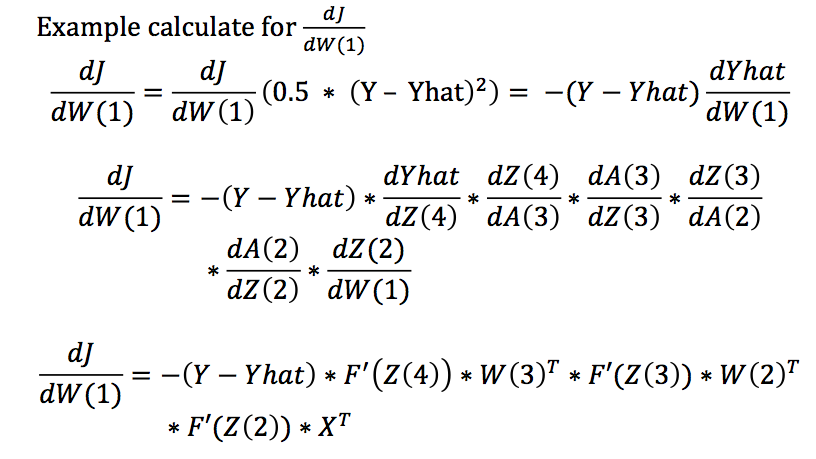 Example calculate for dJ/dW(1)
dJ/dW(1) = dJ/dW(1) (0.5 * (Y – Yhat)²) = −(Y − Yhat) dYhat/dW(1)
dJ/dW(1) = −(Y − Yhat) * dYhat/dZ(4) * dZ(4)/dA(3) * dA(3)/dZ(3) * dZ(3)/dA(2)
* dA(2)/dZ(2) * dZ(2)/dW(1)
dJ/dW(1) = −(Y − Yhat) * F′(Z(4)) * W(3)ᵀ * F′(Z(3)) * W(2)ᵀ
* F′(Z(2)) * Xᵀ